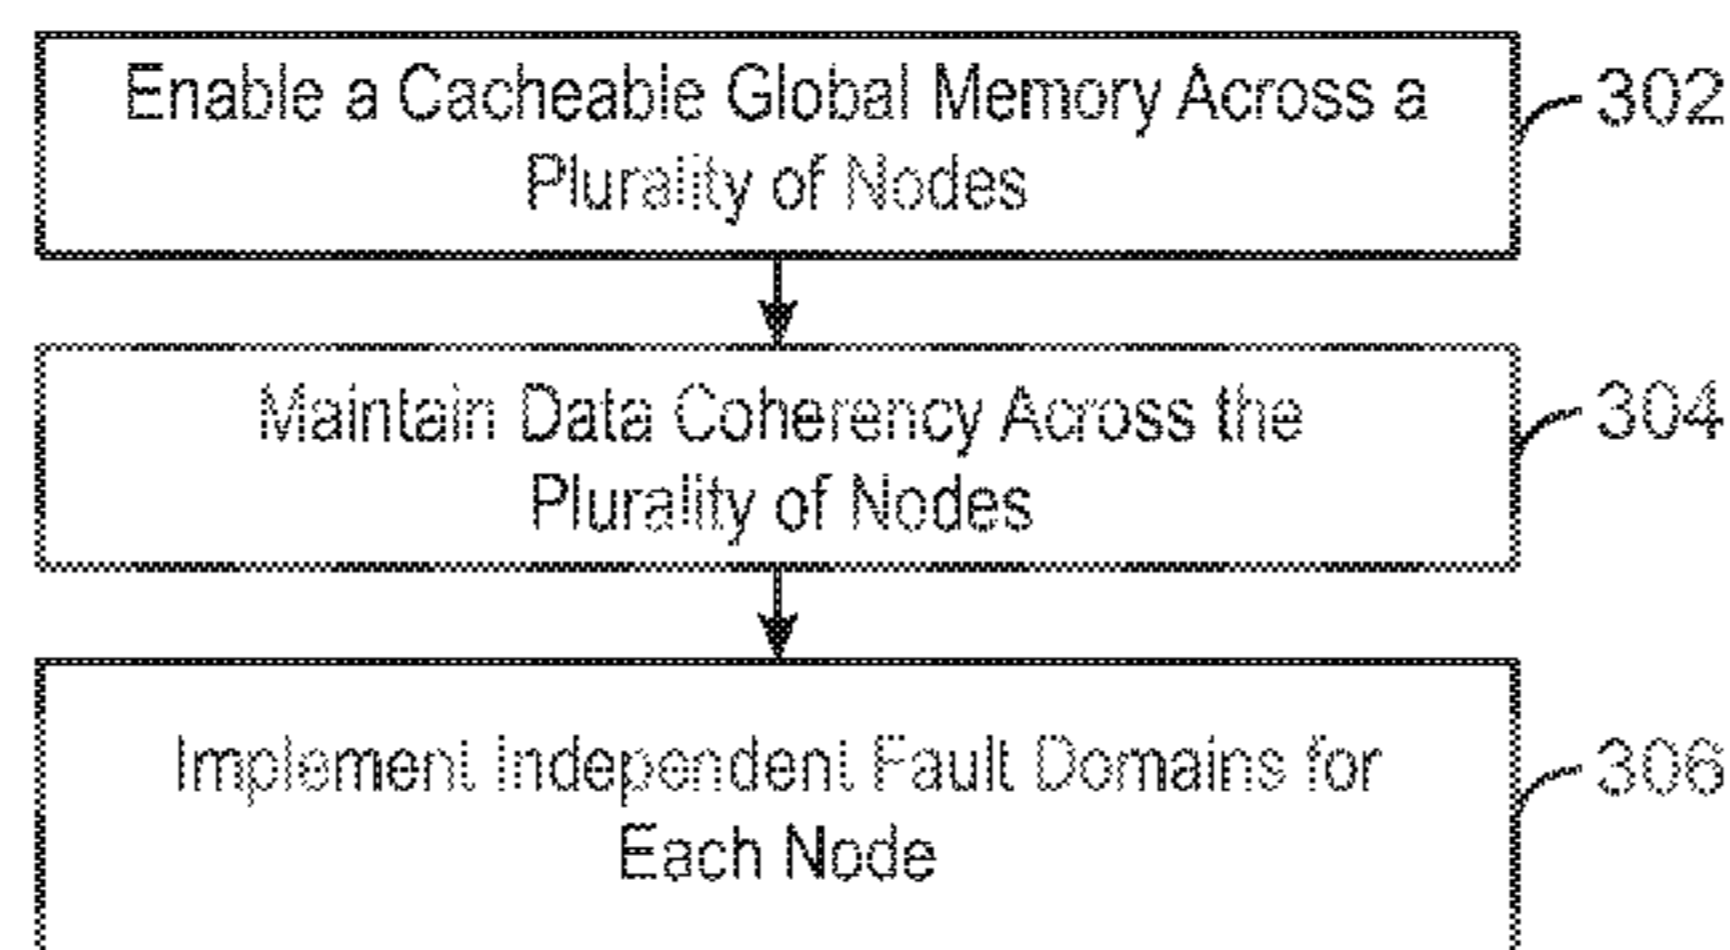 Enable a Cacheable Global Memory Across a
Plurality of Nodes
302
Maintain Data Coherency Across the
Plurality of Nodes
304
Implement Independent Fault Domains for
Each Node
306